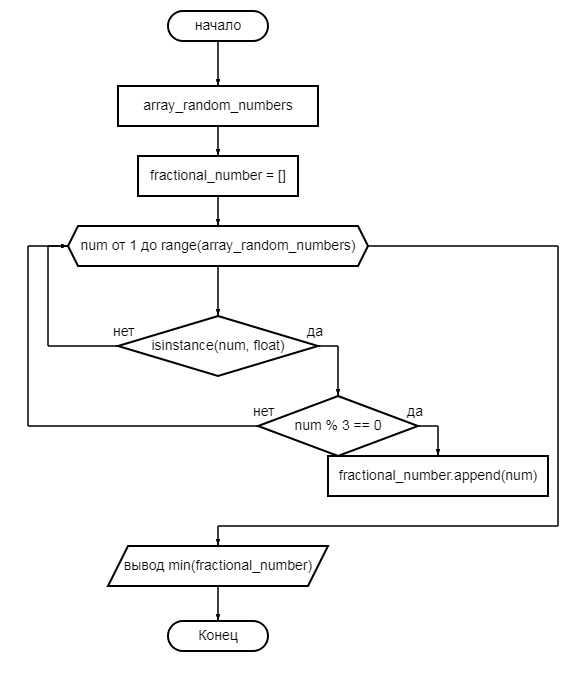 начало
array_random_numbers
fractional_number = []
num от 1 до range(array_random_numbers)
нет
да
isinstance(num, float)
нет
да
num % 3 == 0
fractional_number.append(num)
вывод min(fractional_number)
Конец